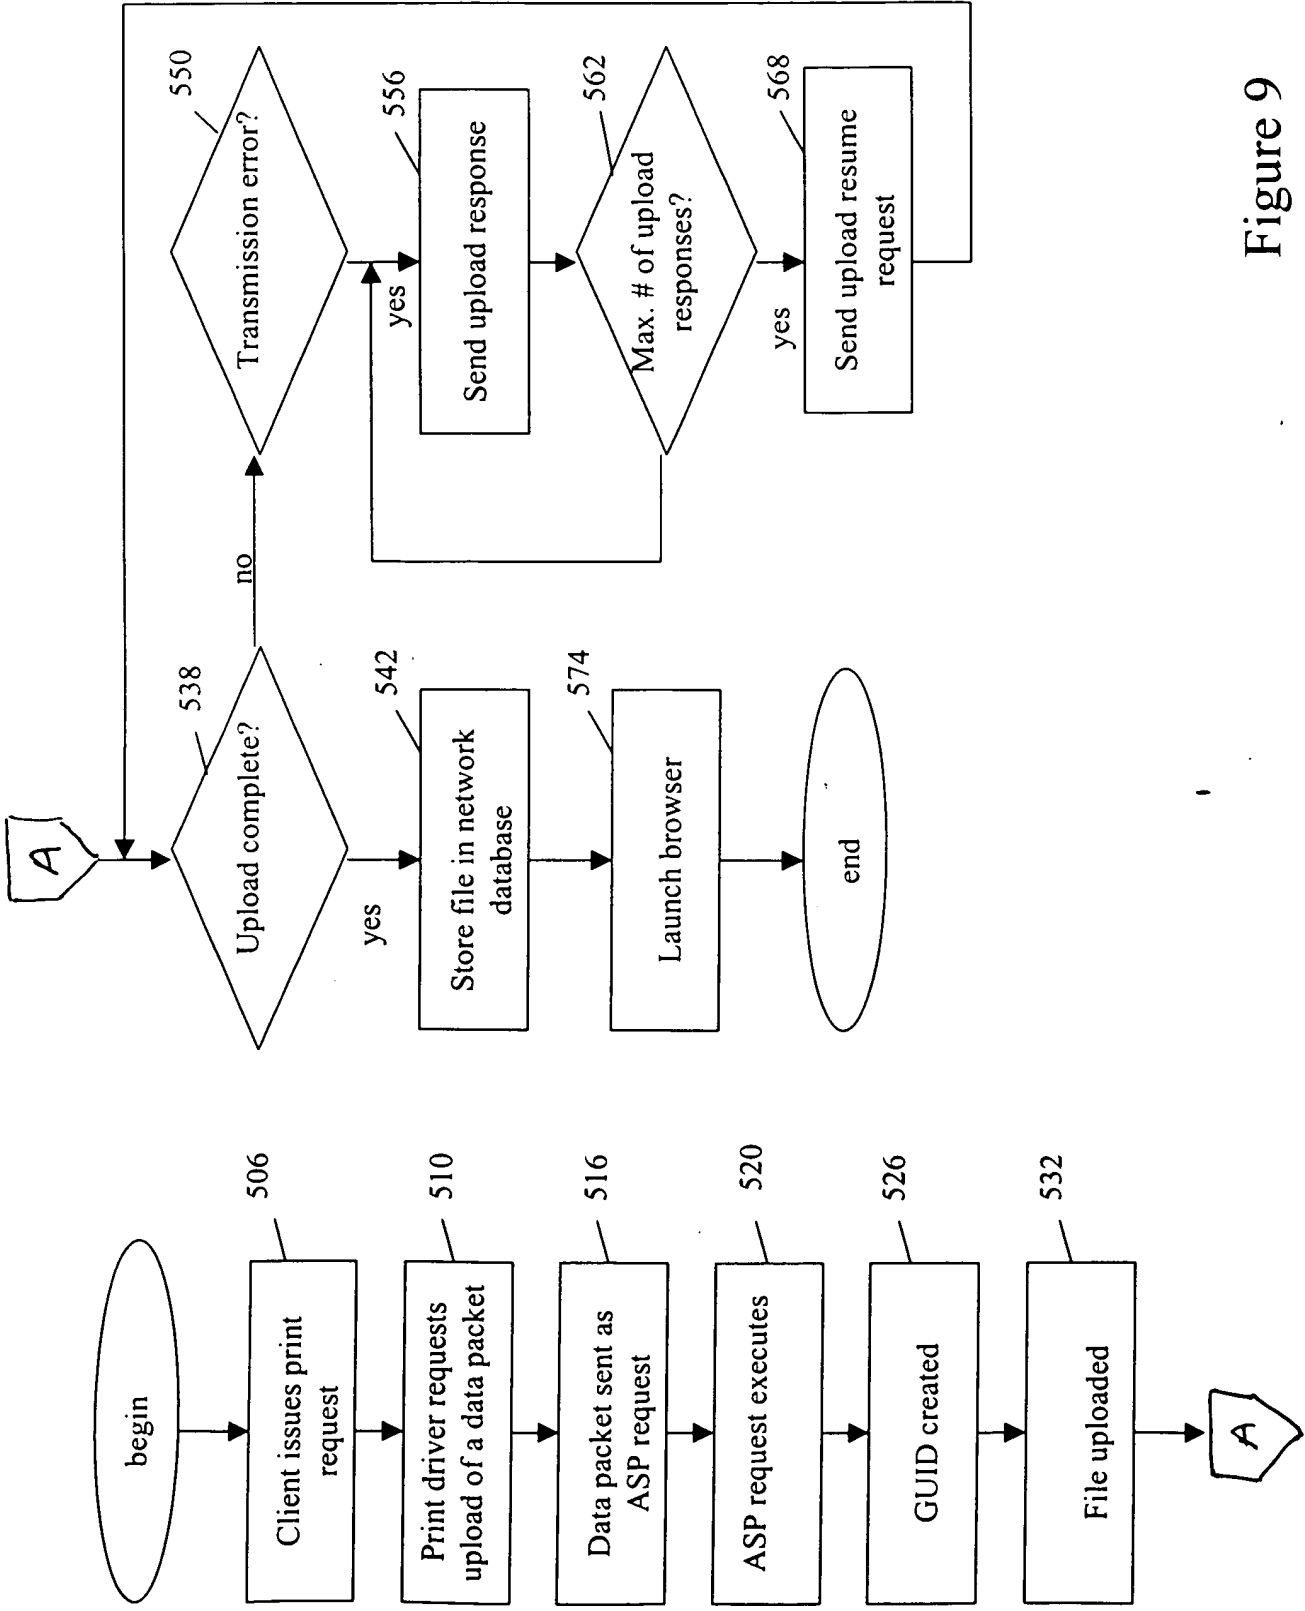 begin
Client issues print
request
506
Print driver requests
upload of a data packet
510
Data packet sent as
ASP request
516
ASP request executes
520
GUID created
526
File uploaded
532
A
A
Upload complete?
538
yes
no
Store file in network
database
542
Launch browser
574
end
Transmission error?
550
yes
Send upload response
556
Max. # of upload
responses?
562
yes
Send upload resume
request
568
Figure 9